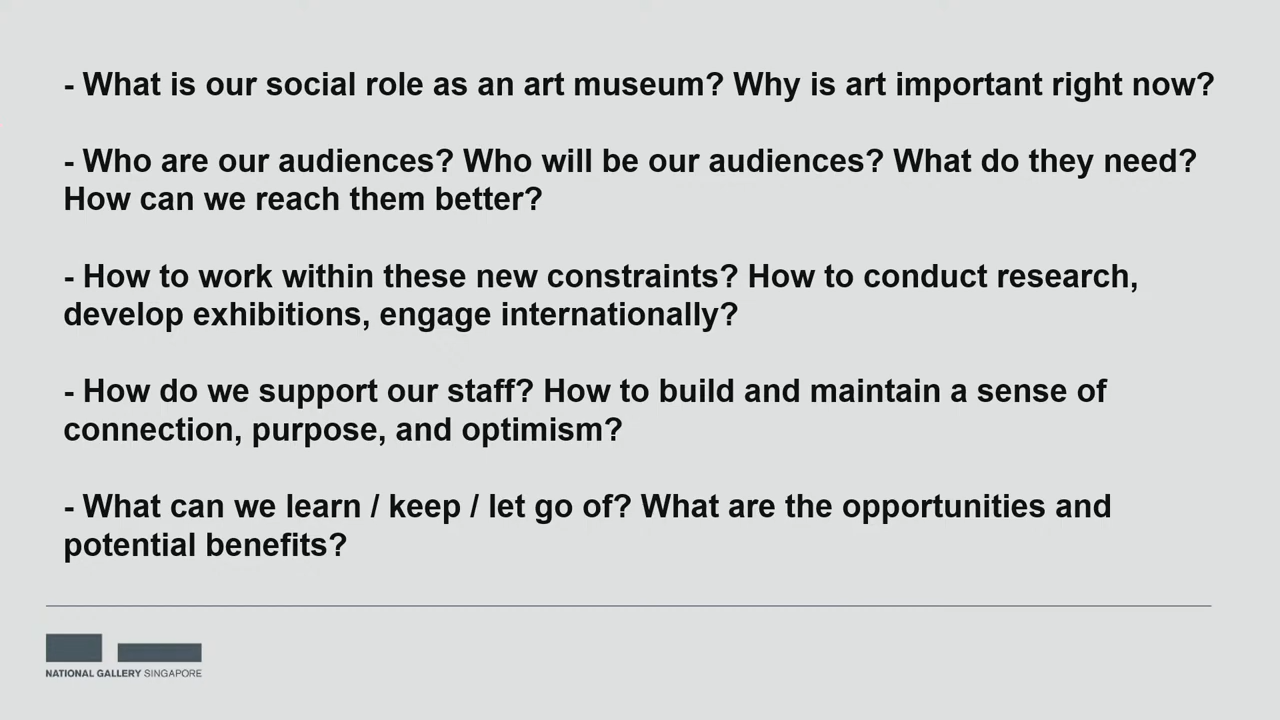 - What is our social role as an art museum? Why is art important right now?
- Who are our audiences? Who will be our audiences? What do they need?
How can we reach them better?
- How to work within these new constraints? How to conduct research,
develop exhibitions, engage internationally?
- How do we support our staff? How to build and maintain a sense of
connection, purpose, and optimism?
- What can we learn / keep / let go of? What are the opportunities and
potential benefits?
NATIONAL GALLERY SINGAPORE